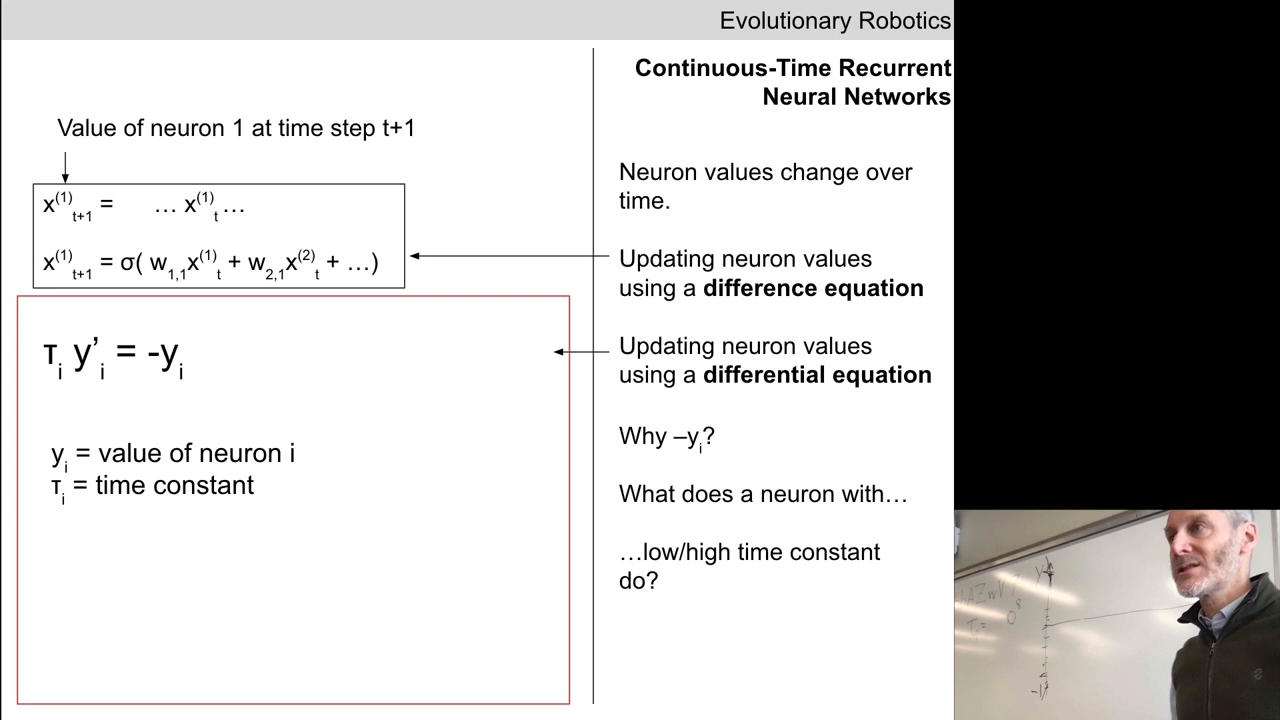 Evolutionary Robotics
Continuous-Time Recurrent
Neural Networks
Value of neuron 1 at time step t+1
x⁽¹⁾ₜ₊₁ = … x⁽¹⁾ₜ …
x⁽¹⁾ₜ₊₁ = σ( w₁,₁x⁽¹⁾ₜ + w₂,₁x⁽²⁾ₜ + …)
τᵢ y’ᵢ = -yᵢ
yᵢ = value of neuron i
τᵢ = time constant
Neuron values change over
time.
Updating neuron values
using a difference equation
Updating neuron values
using a differential equation
Why –yᵢ?
What does a neuron with…
…low/high time constant
do?